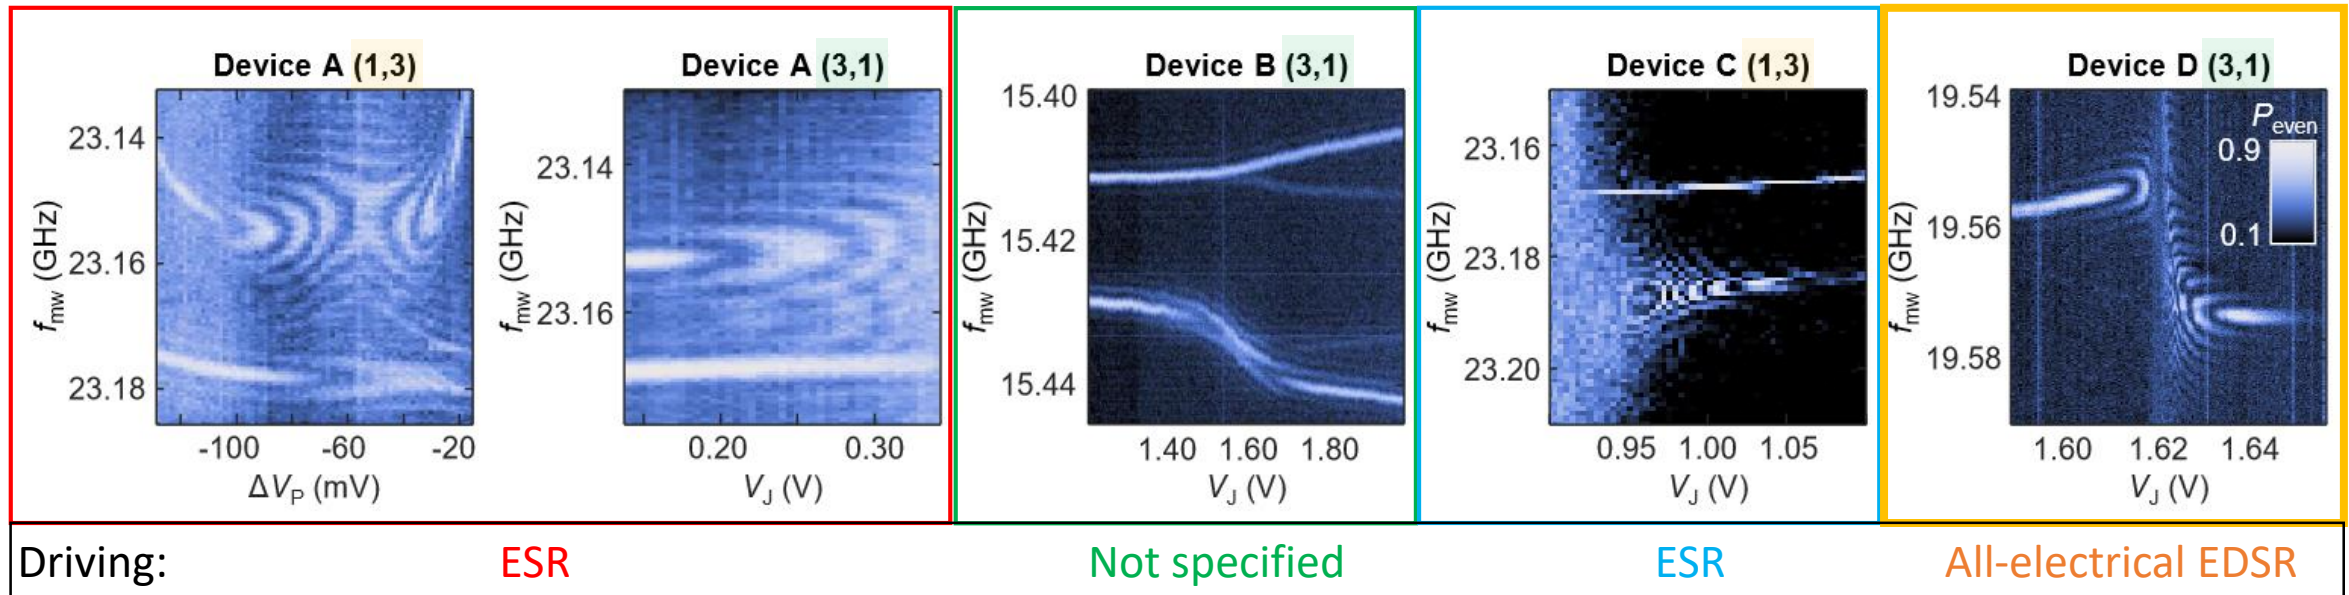 Device A (1,3)
23.14
23.16
23.18
f_mw (GHz)
-100 -60 -20
ΔV_P (mV)
Device A (3,1)
23.14
23.16
f_mw (GHz)
0.20 0.30
V_J (V)
Device B (3,1)
15.40
15.42
15.44
f_mw (GHz)
1.40 1.60 1.80
V_J (V)
Device C (1,3)
23.16
23.18
23.20
f_mw (GHz)
0.95 1.00 1.05
V_J (V)
Device D (3,1)
19.54
19.56
19.58
f_mw (GHz)
P_even
0.9
0.1
1.60 1.62 1.64
V_J (V)
Driving: ESR Not specified ESR All-electrical EDSR